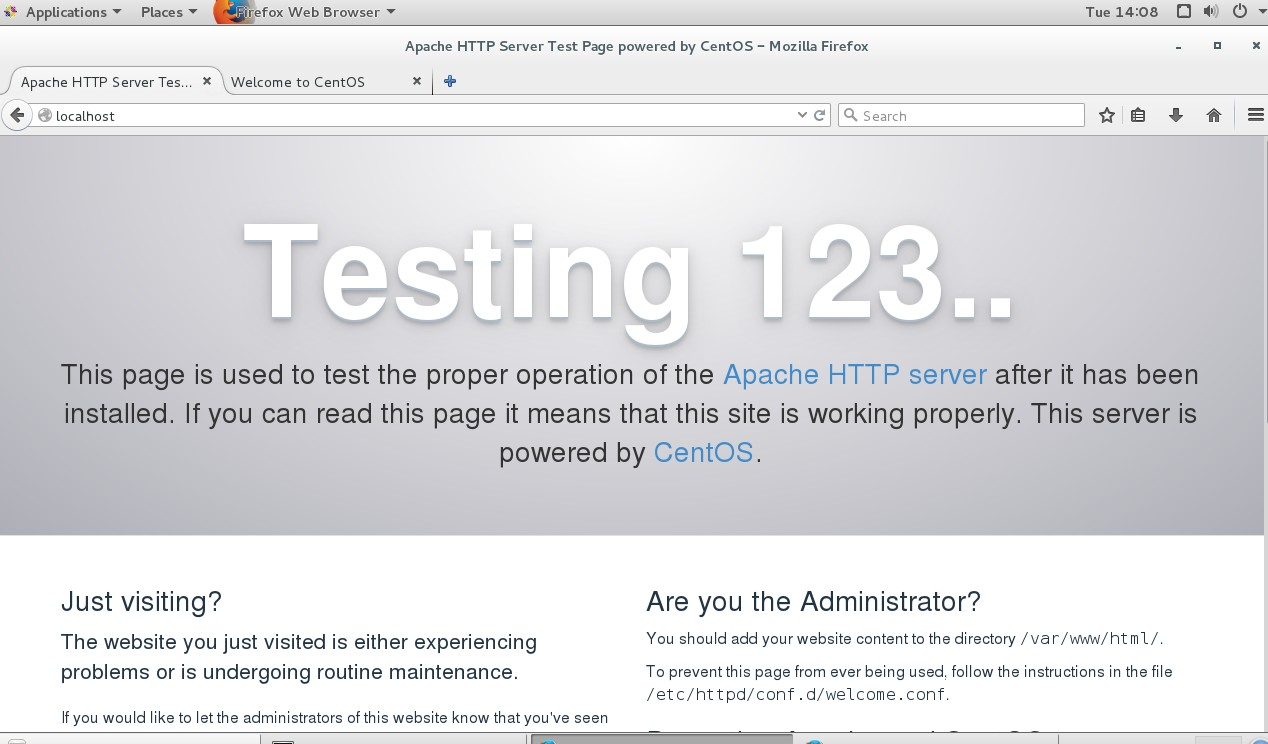 Applications Places Firefox Web Browser Tue 14:08
Apache HTTP Server Test Page powered by CentOS – Mozilla Firefox
Apache HTTP Server Tes... Welcome to CentOS
localhost Search
Testing 123..
This page is used to test the proper operation of the Apache HTTP server after it has been
installed. If you can read this page it means that this site is working properly. This server is
powered by CentOS.
Just visiting?
The website you just visited is either experiencing
problems or is undergoing routine maintenance.
If you would like to let the administrators of this website know that you've seen
Are you the Administrator?
You should add your website content to the directory /var/www/html/.
To prevent this page from ever being used, follow the instructions in the file
/etc/httpd/conf.d/welcome.conf.